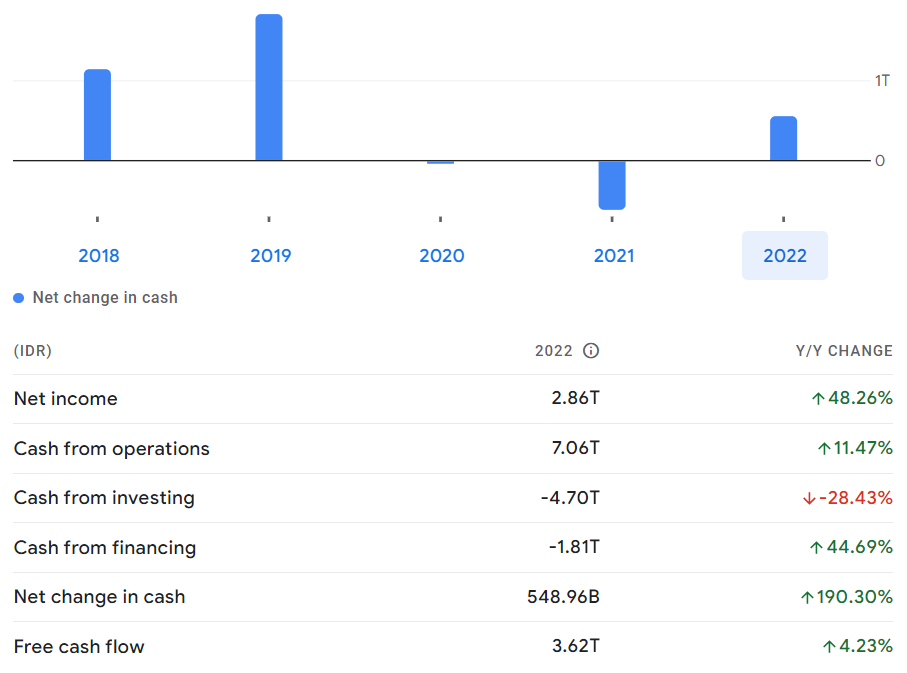 1T
0
2018 2019 2020 2021 2022
Net change in cash
(IDR) 2022 Y/Y CHANGE
Net income 2.86T ↑48.26%
Cash from operations 7.06T ↑11.47%
Cash from investing -4.70T ↓-28.43%
Cash from financing -1.81T ↑44.69%
Net change in cash 548.96B ↑190.30%
Free cash flow 3.62T ↑4.23%